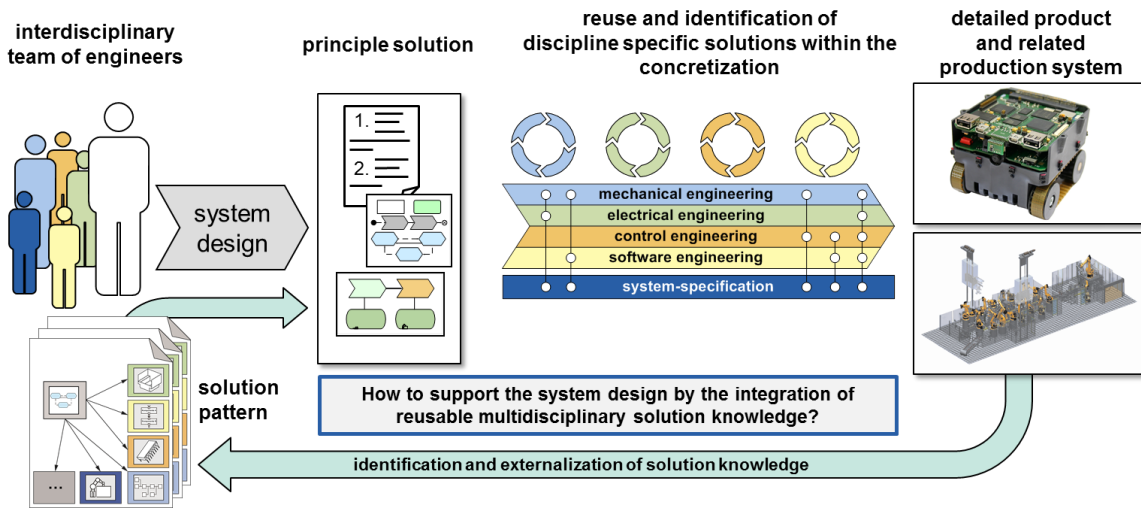 interdisciplinary
team of engineers
principle solution
reuse and identification of
discipline specific solutions within the
concretization
detailed product
and related
production system
system
design
1.
2.
mechanical engineering
electrical engineering
control engineering
software engineering
system-specification
solution
pattern
...
How to support the system design by the integration of
reusable multidisciplinary solution knowledge?
identification and externalization of solution knowledge